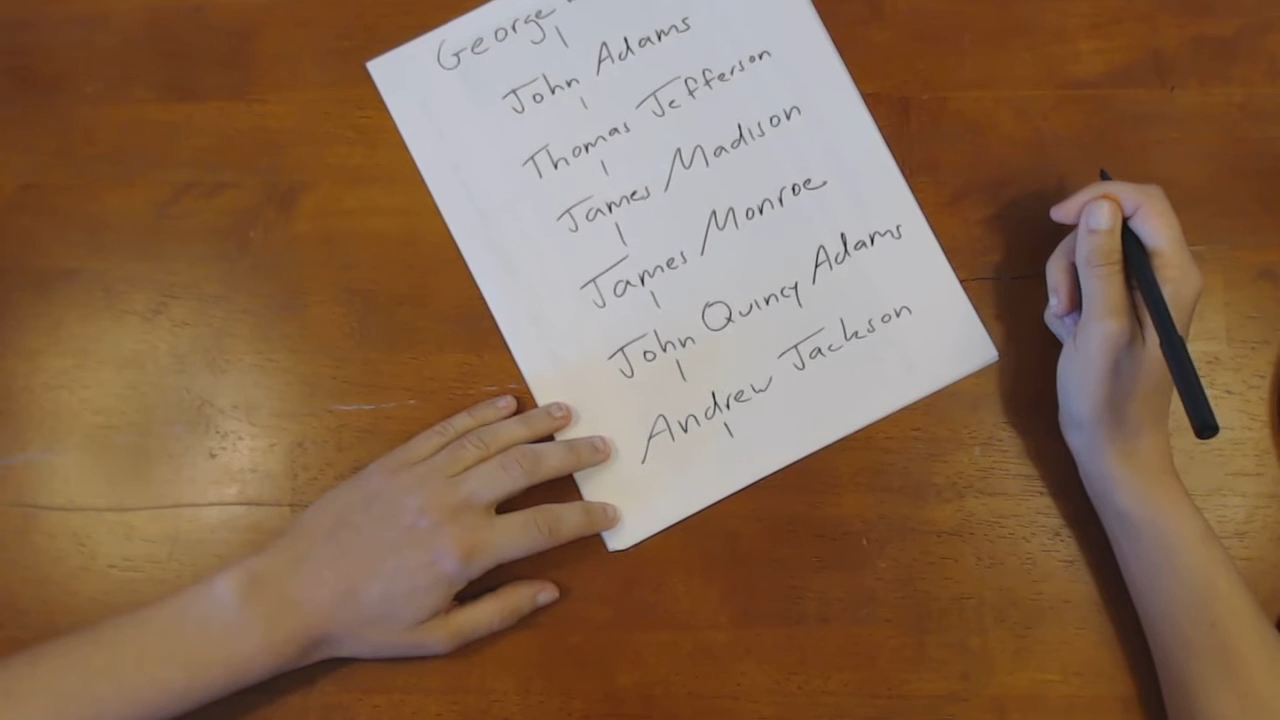 George
John Adams
Thomas Jefferson
James Madison
James Monroe
John Quincy Adams
Andrew Jackson